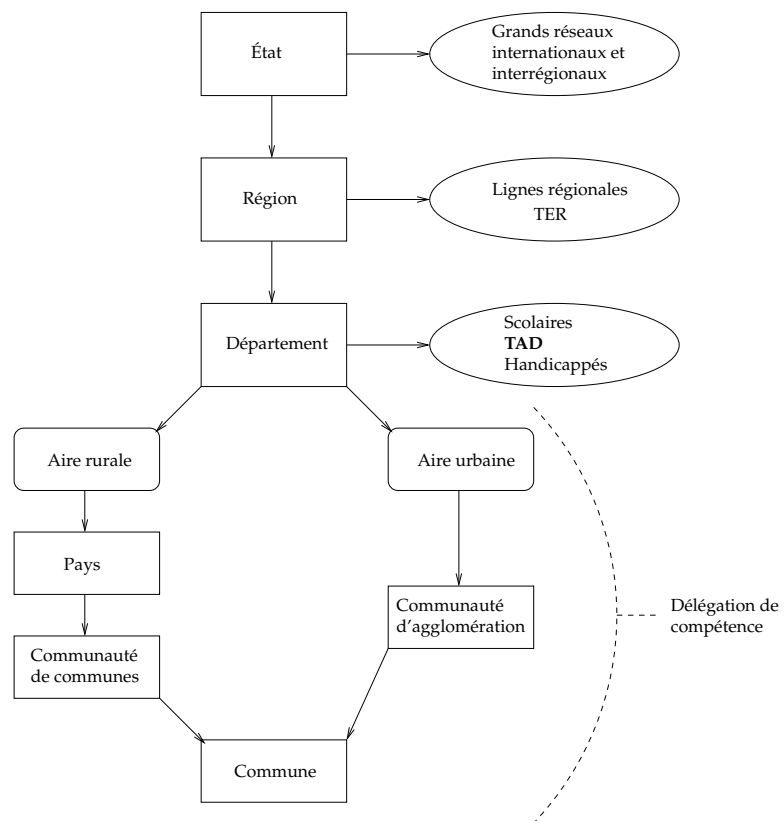 État
Grands réseaux
internationaux et
interrégionaux
Région
Lignes régionales
TER
Département
Scolaires
TAD
Handicappés
Aire rurale
Aire urbaine
Pays
Communauté
d'agglomération
Délégation de
compétence
Communauté
de communes
Commune